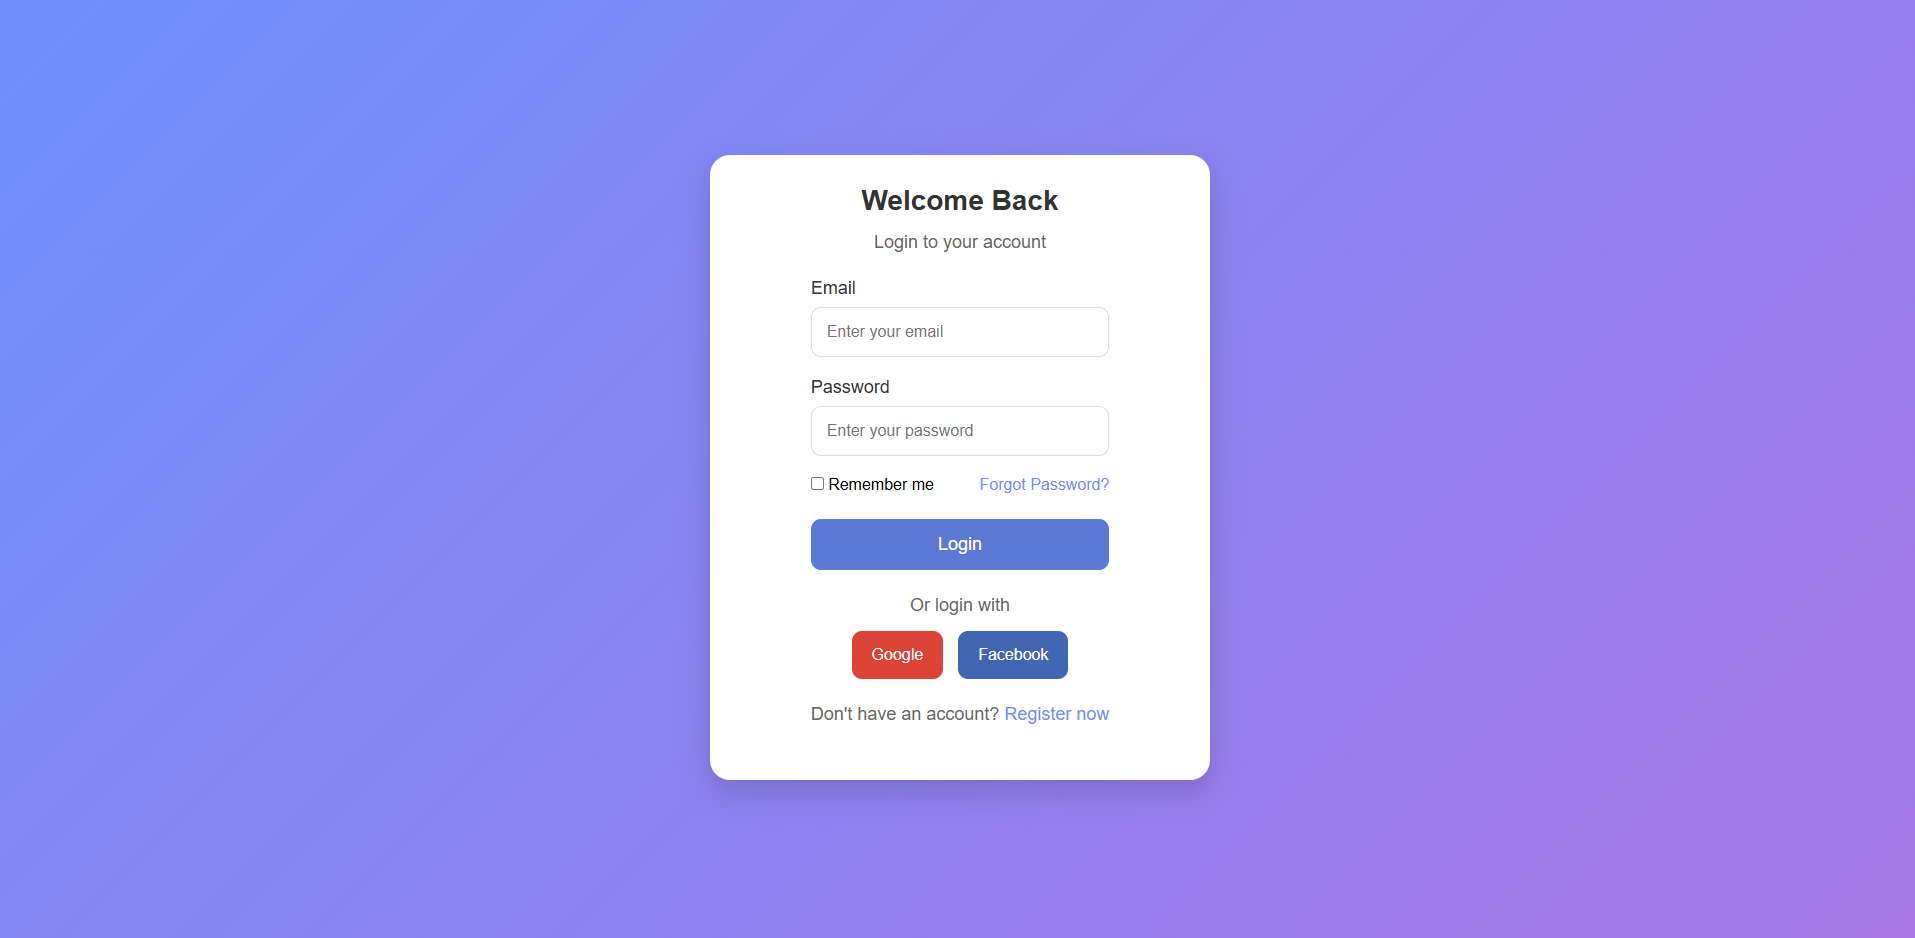 Welcome Back
Login to your account
Email
Enter your email
Password
Enter your password
Remember me Forgot Password?
Login
Or login with
Google Facebook
Don't have an account? Register now